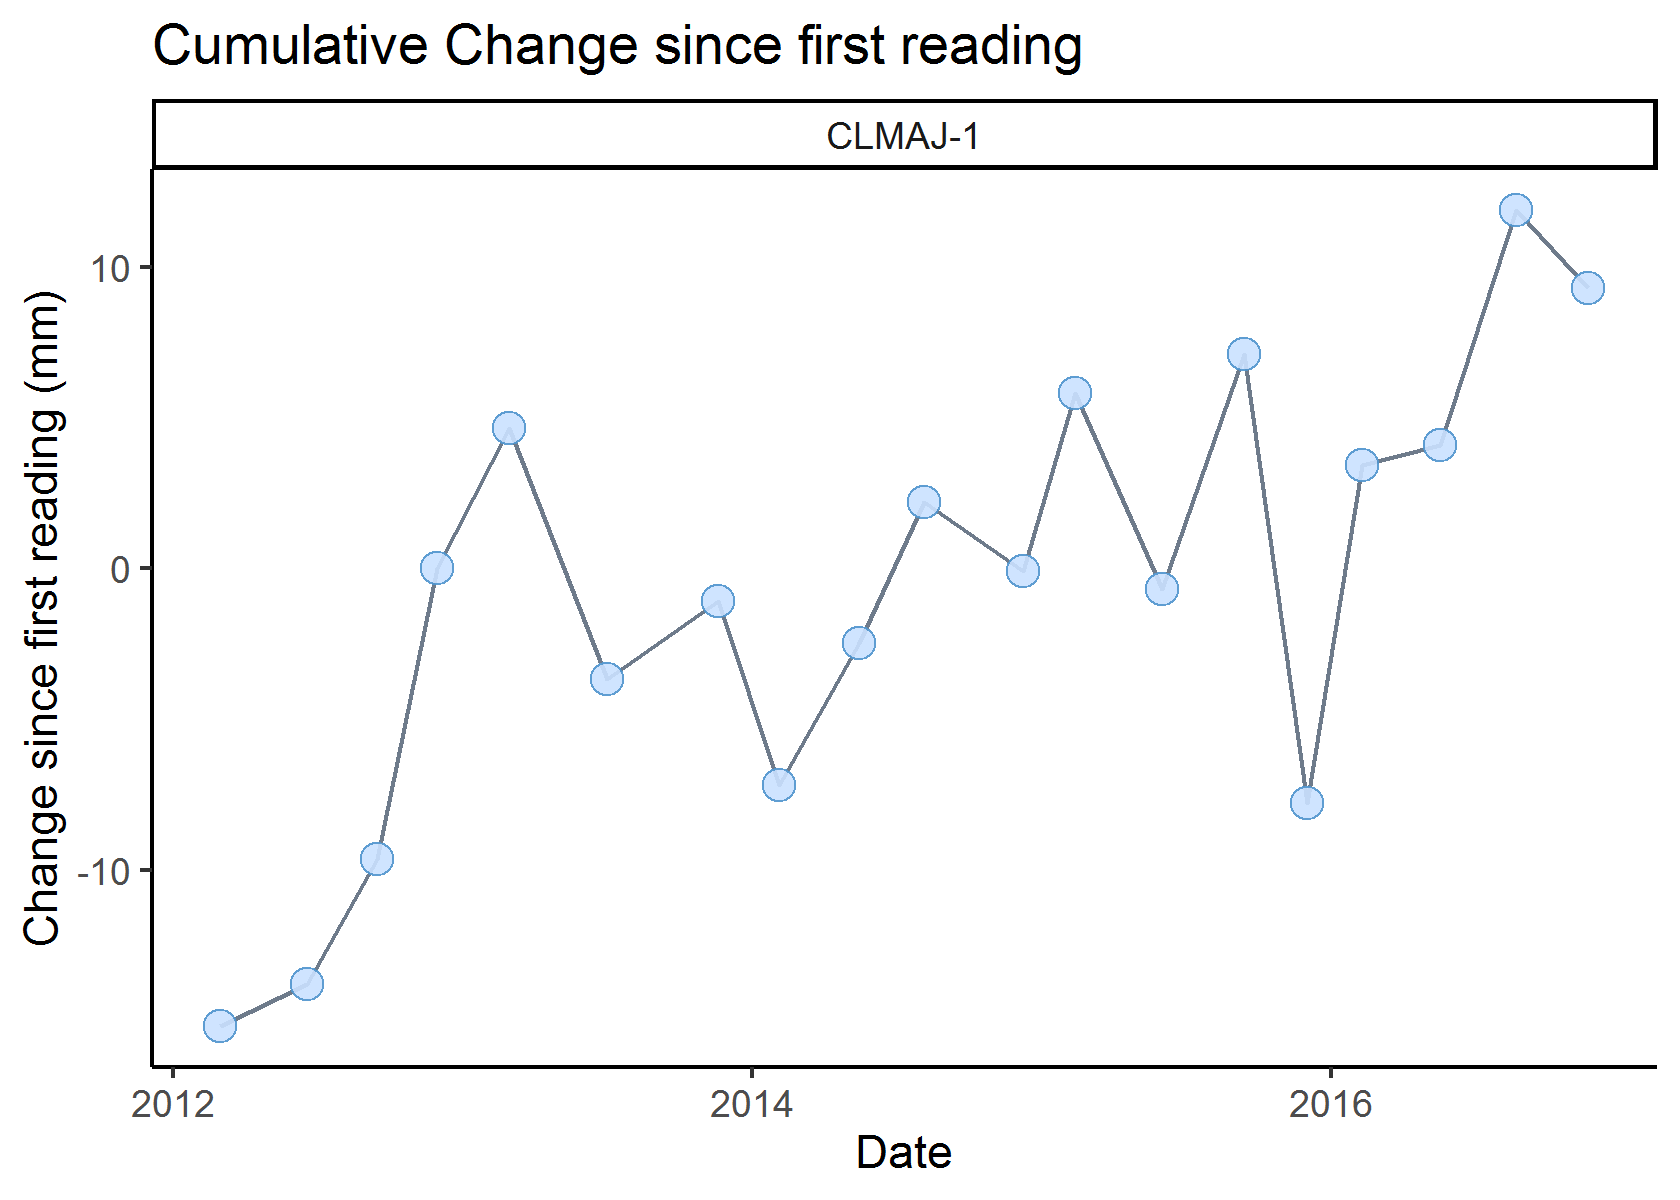 Cumulative Change since first reading
CLMAJ-1
Change since first reading (mm)
10
0
-10
2012
2014
2016
Date